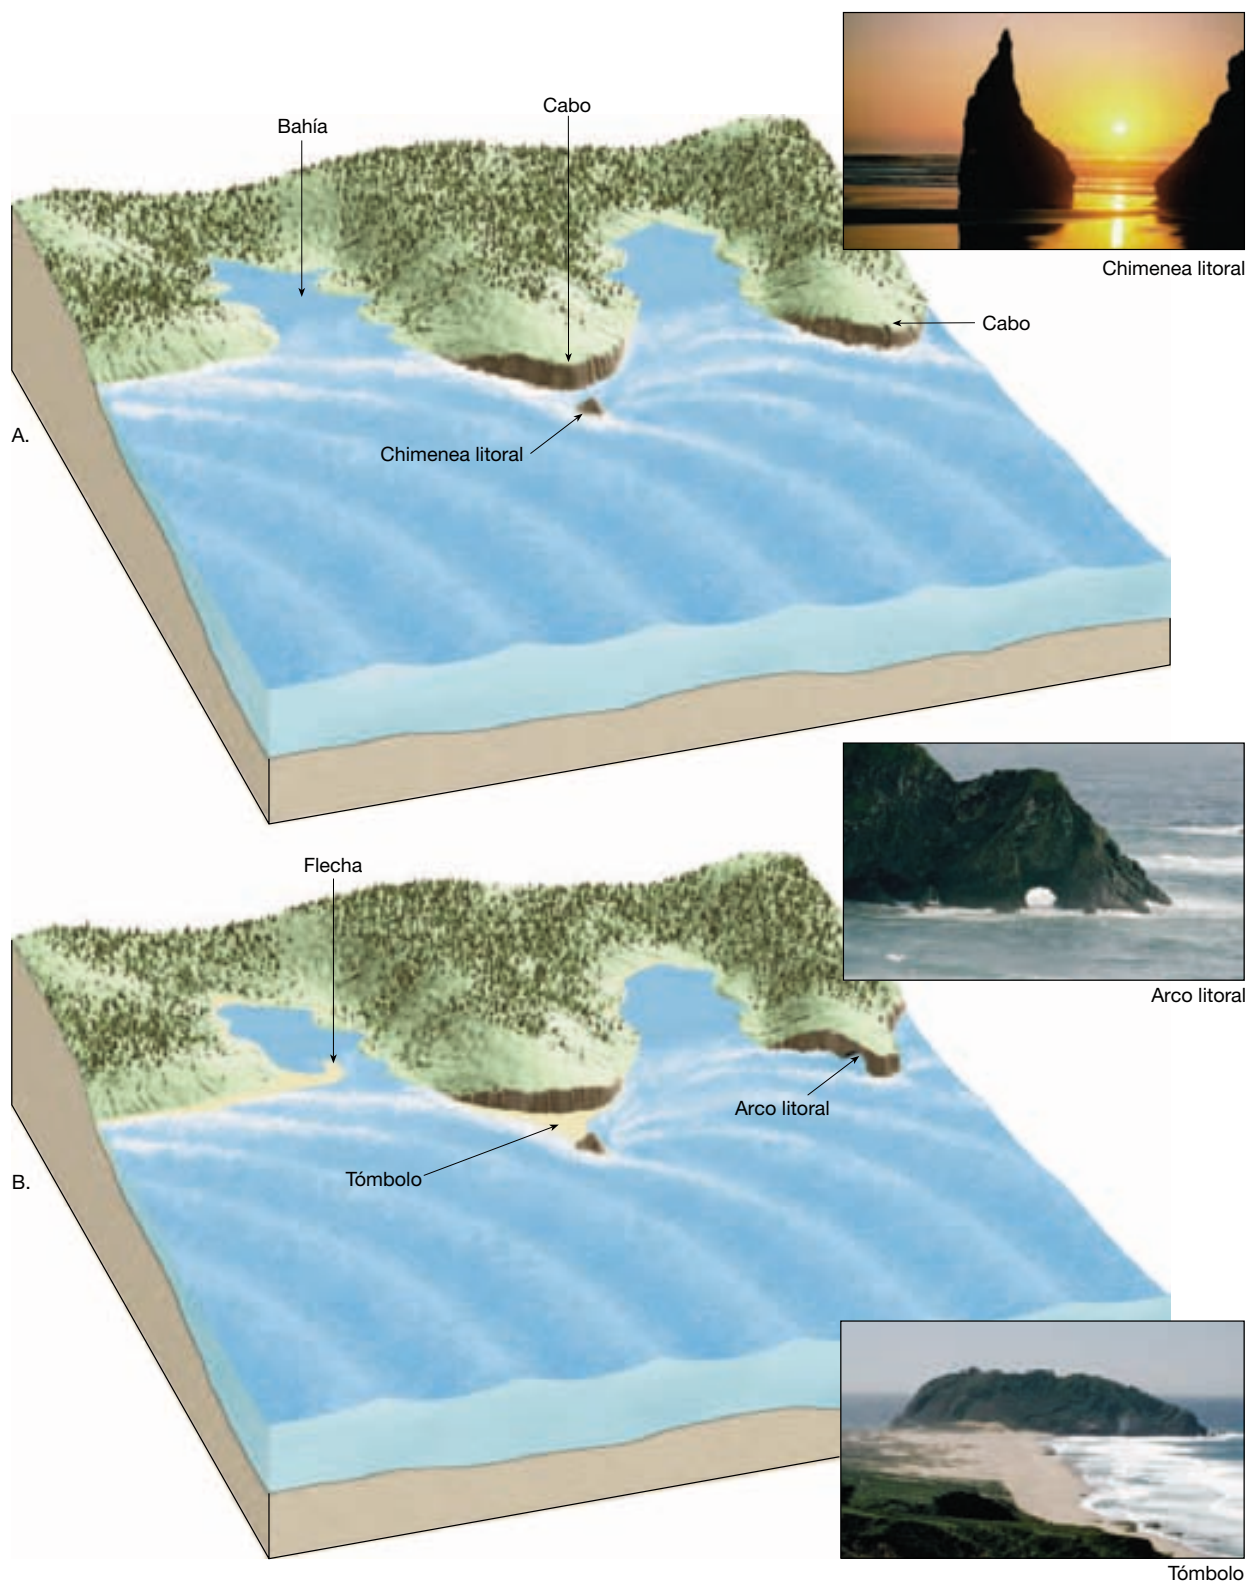 Cabo
Bahía
Chimenea litoral
Cabo
A.
Chimenea litoral
Flecha
Arco litoral
Arco litoral
Tómbolo
B.
Tómbolo